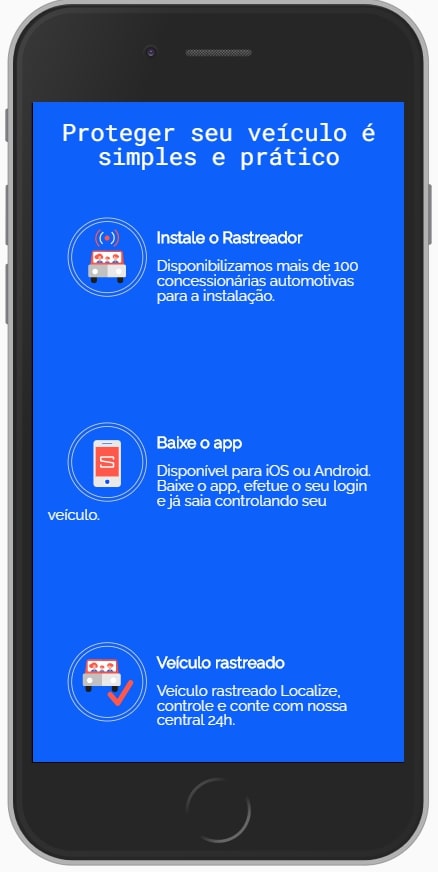 Proteger seu veículo é
simples e prático
Instale o Rastreador
Disponibilizamos mais de 100
concessionárias automotivas
para a instalação.
Baixe o app
S
Disponível para iOS ou Android.
Baixe o app, efetue o seu login
e já saia controlando seu
veículo.
Veículo rastreado
Veículo rastreado Localize,
controle e conte com nossa
central 24h.